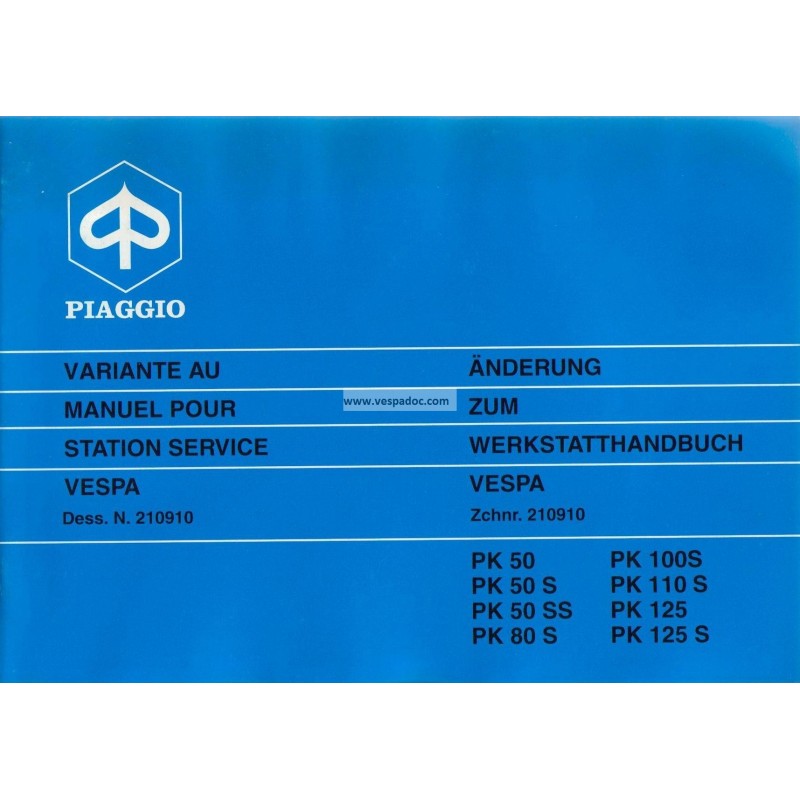 PIAGGIO
VARIANTE AU
MANUEL POUR
STATION SERVICE
VESPA
Dess. N. 210910
www.vespadoc.com
ÄNDERUNG
ZUM
WERKSTATTHANDBUCH
VESPA
Zchnr. 210910
PK 50
PK 50 S
PK 50 SS
PK 80 S
PK 100S
PK 110 S
PK 125
PK 125 S